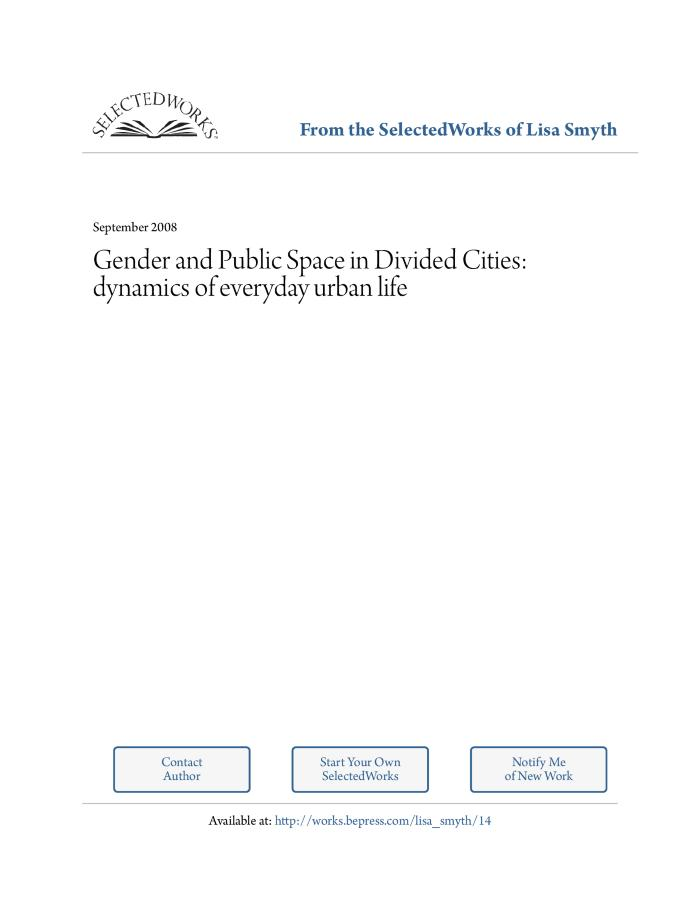 SELECTEDWORKS
From the SelectedWorks of Lisa Smyth
September 2008
Gender and Public Space in Divided Cities:
dynamics of everyday urban life
Contact
Author
Start Your Own
SelectedWorks
Notify Me
of New Work
Available at: http://works.bepress.com/lisa_smyth/14